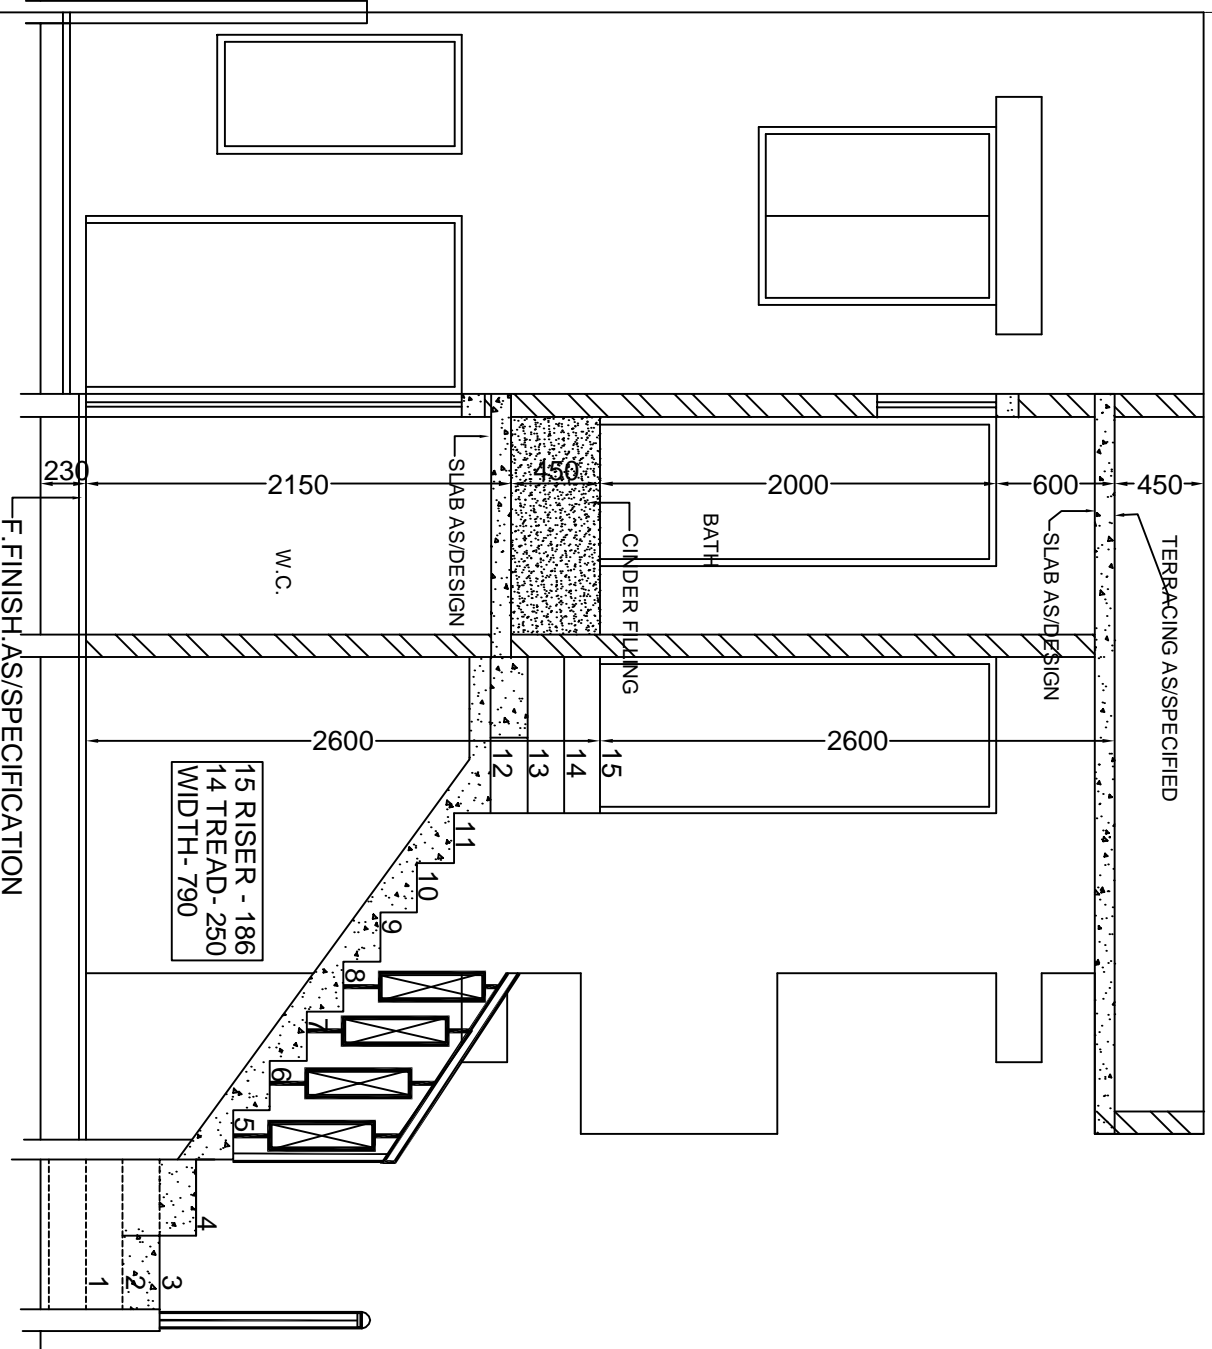 TERRACING AS/SPECIFIED
SLAB AS/DESIGN
BATH
CINDER FILLING
SLAB AS/DESIGN
W.C.
F.FINISH.AS/SPECIFICATION
230
2150
450
2000
600
450
2600
2600
15 RISER - 186
14 TREAD- 250
WIDTH- 790
15
14
13
12
11
10
9
8
7
6
5
4
3
2
1